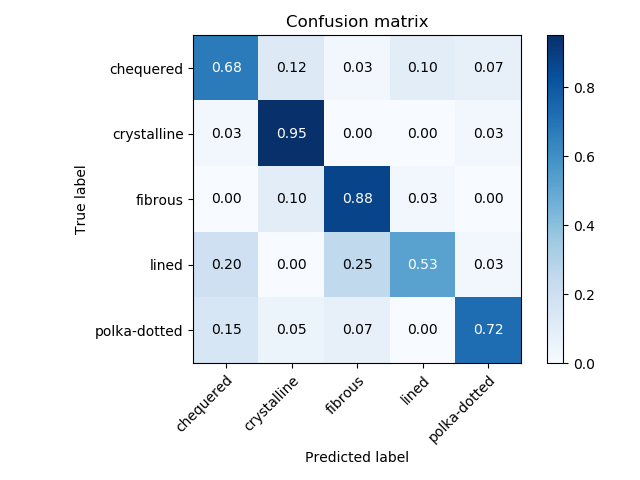 Confusion matrix
True label
chequered 0.68 0.12 0.03 0.10 0.07
crystalline 0.03 0.95 0.00 0.00 0.03
fibrous 0.00 0.10 0.88 0.03 0.00
lined 0.20 0.00 0.25 0.53 0.03
polka-dotted 0.15 0.05 0.07 0.00 0.72
chequered crystalline fibrous lined polka-dotted
Predicted label
0.8
0.6
0.4
0.2
0.0